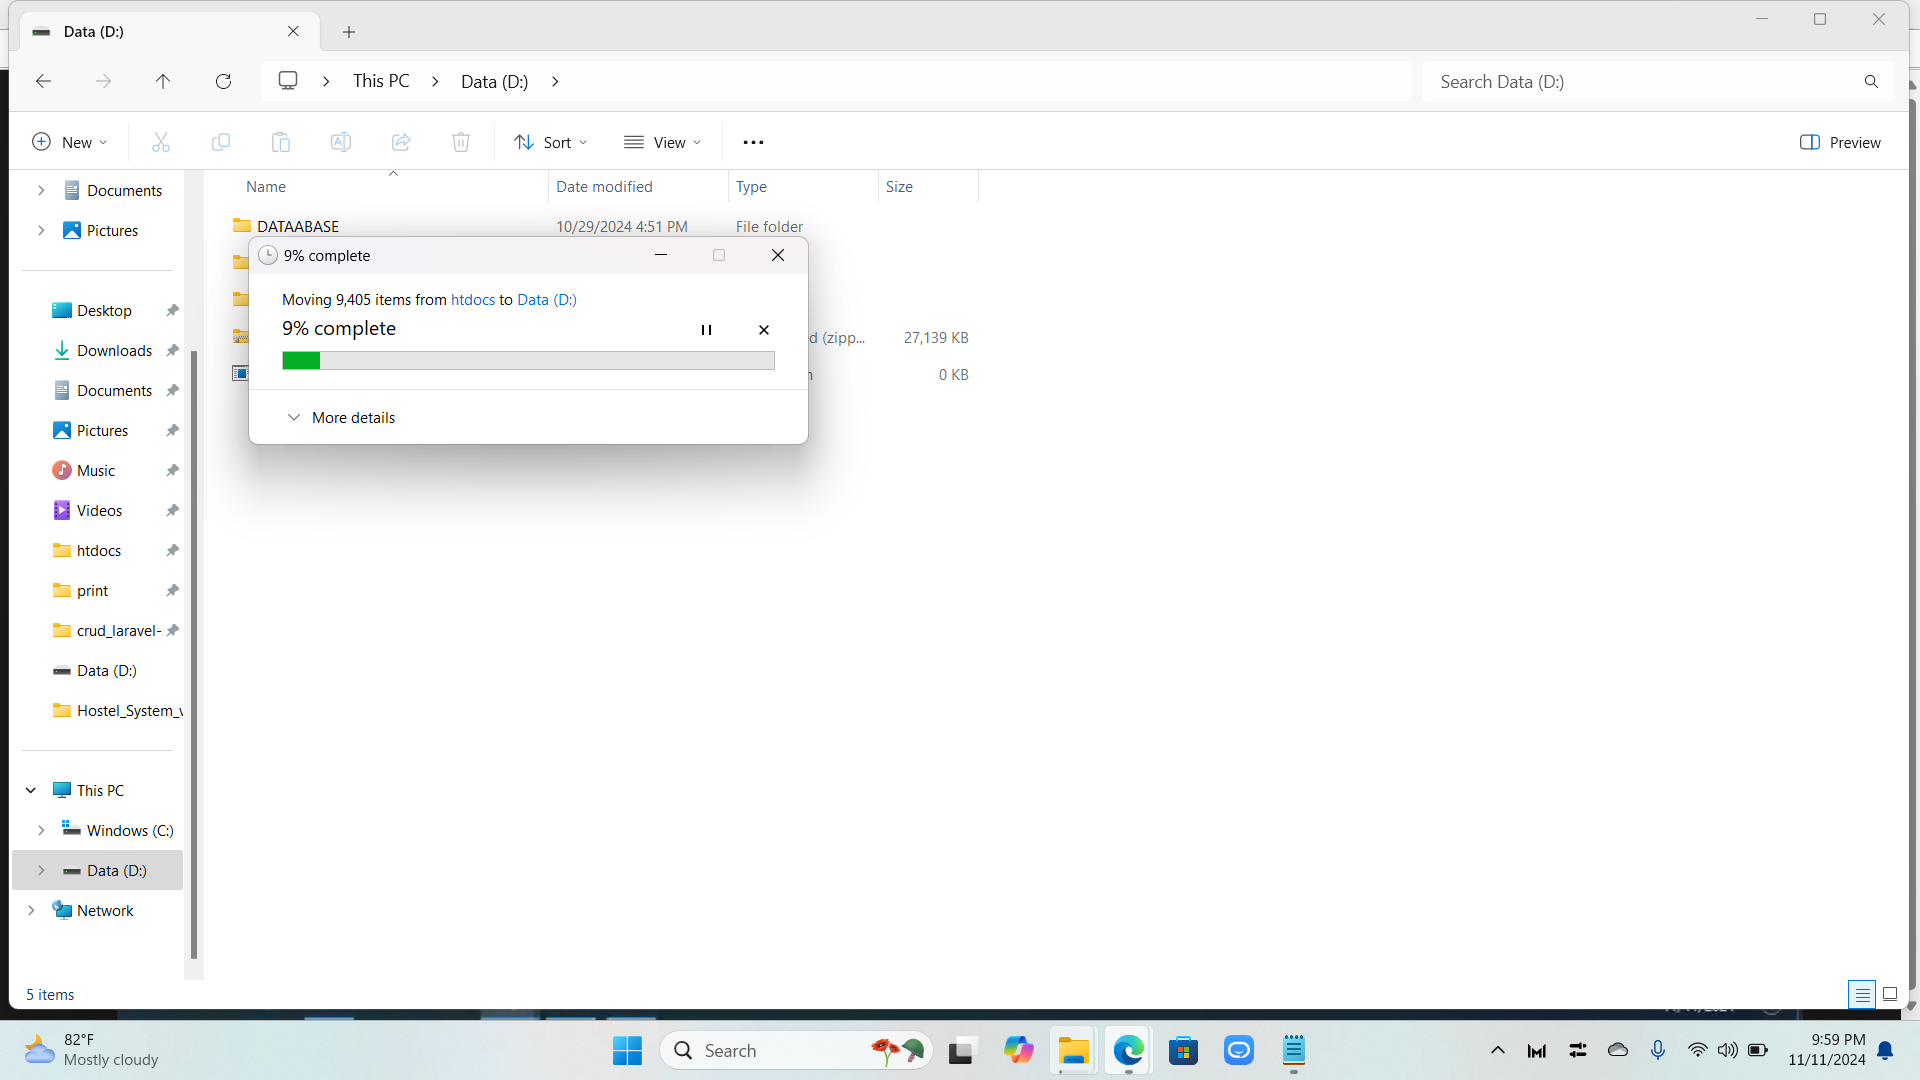 Data (D:)
This PC
Data (D:)
Search Data (D:)
New
Sort
View
Preview
Documents
Pictures
Desktop
Downloads
Documents
Pictures
Music
Videos
htdocs
print
crud_laravel-
Data (D:)
Hostel_System_v
This PC
Windows (C:)
Data (D:)
Network
Name Date modified Type Size
DATAABASE 10/29/2024 4:51 PM File folder
d (zipp... 27,139 KB
0 KB
9% complete
Moving 9,405 items from htdocs to Data (D:)
9% complete
More details
5 items
82°F
Mostly cloudy
Search
9:59 PM
11/11/2024